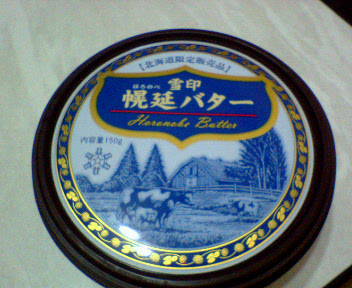 【北海道限定販売品】
雪印
ほろのべ
幌延バター
Horonobe Butter
内容量150g